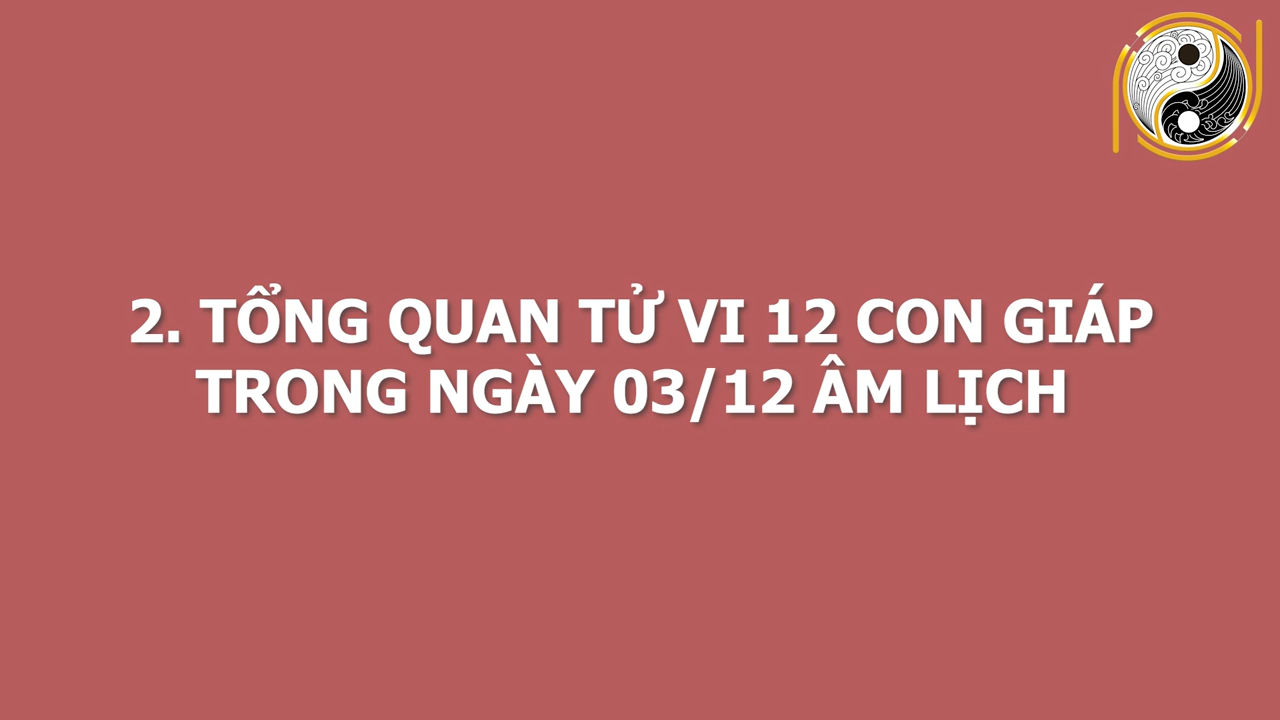 2. TỔNG QUAN TỬ VI 12 CON GIÁP
TRONG NGÀY 03/12 ÂM LỊCH